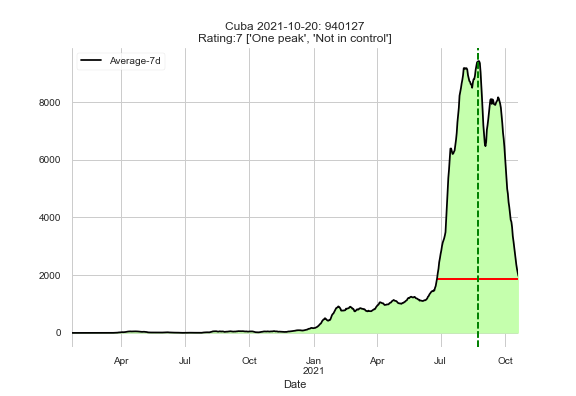 Cuba 2021-10-20: 940127
Rating:7 ['One peak', 'Not in control']
Average-7d
8000
6000
4000
2000
0
Apr
Jul
Oct
Jan
2021
Apr
Jul
Oct
Date